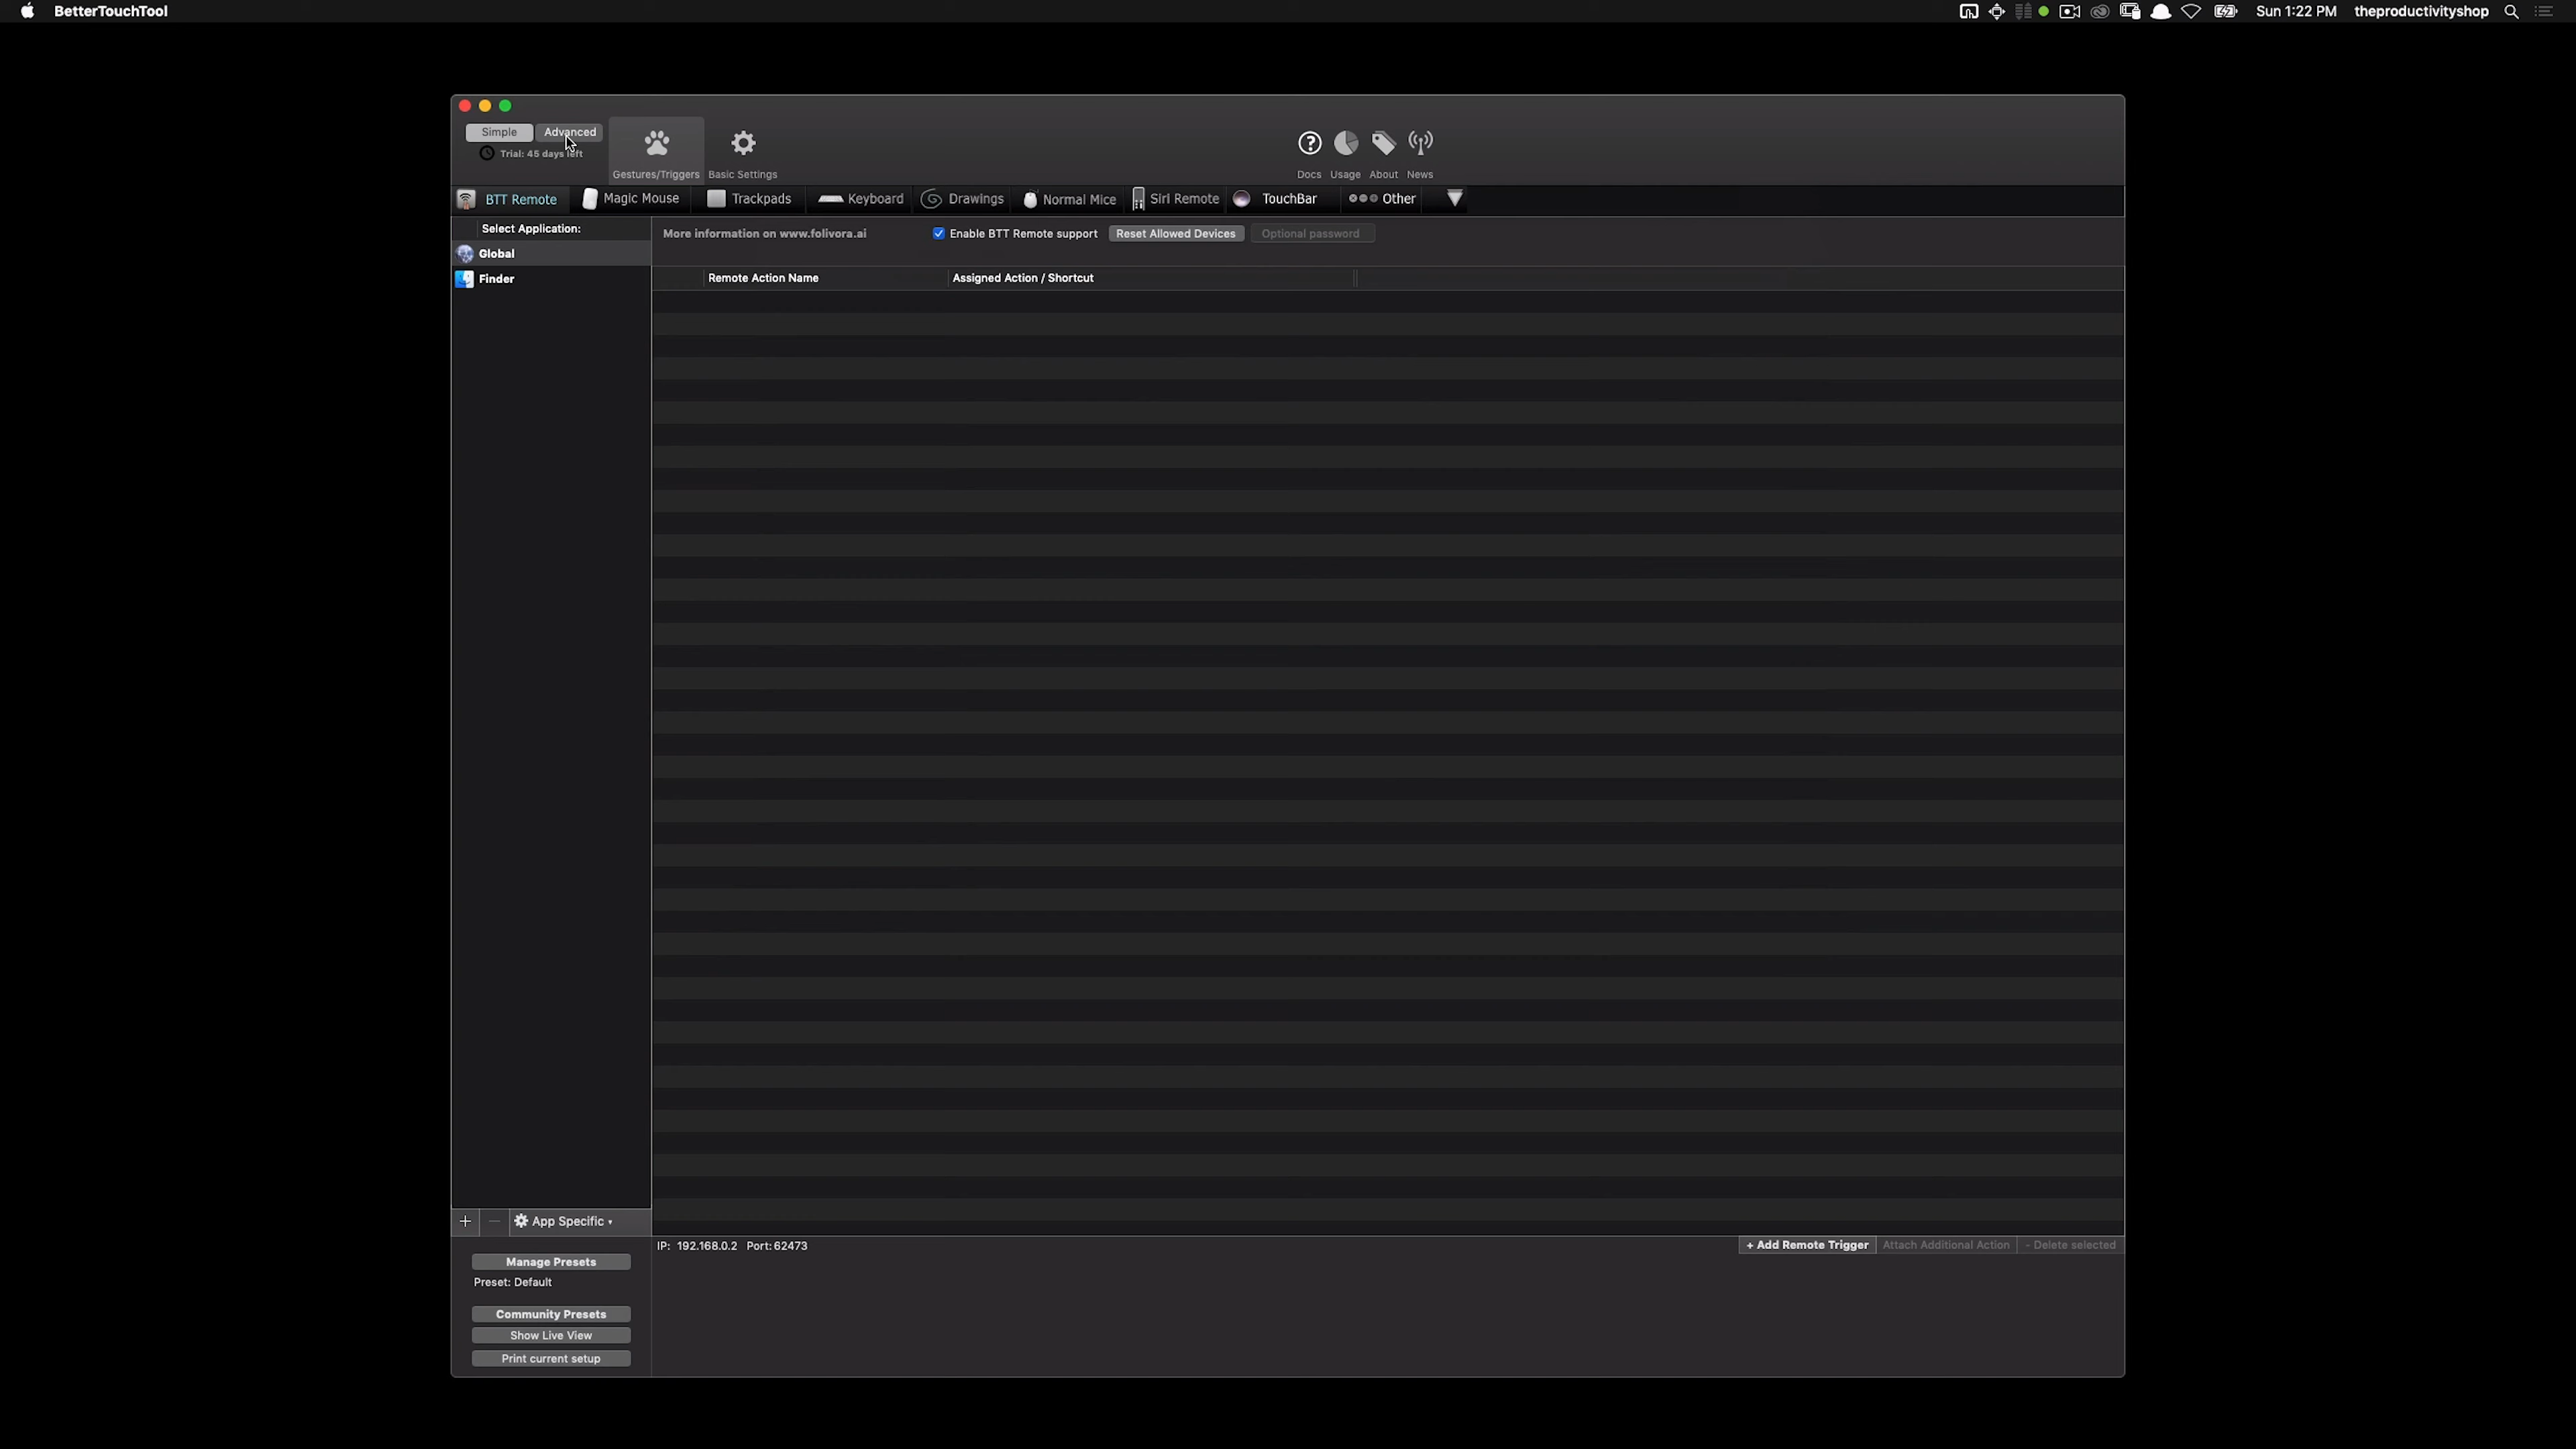 BetterTouchTool
Sun 1:22 PM theproductivityshop
Simple Advanced
Trial: 45 days left
Gestures/Triggers Basic Settings
Docs Usage About News
BTT Remote Magic Mouse Trackpads Keyboard Drawings Normal Mice Siri Remote TouchBar Other
Select Application:
More information on www.folivora.ai Enable BTT Remote support Reset Allowed Devices Optional password
Global
Finder
Remote Action Name Assigned Action / Shortcut
+ − App Specific
IP: 192.168.0.2 Port: 62473
+ Add Remote Trigger Attach Additional Action - Delete selected
Manage Presets
Preset: Default
Community Presets
Show Live View
Print current setup